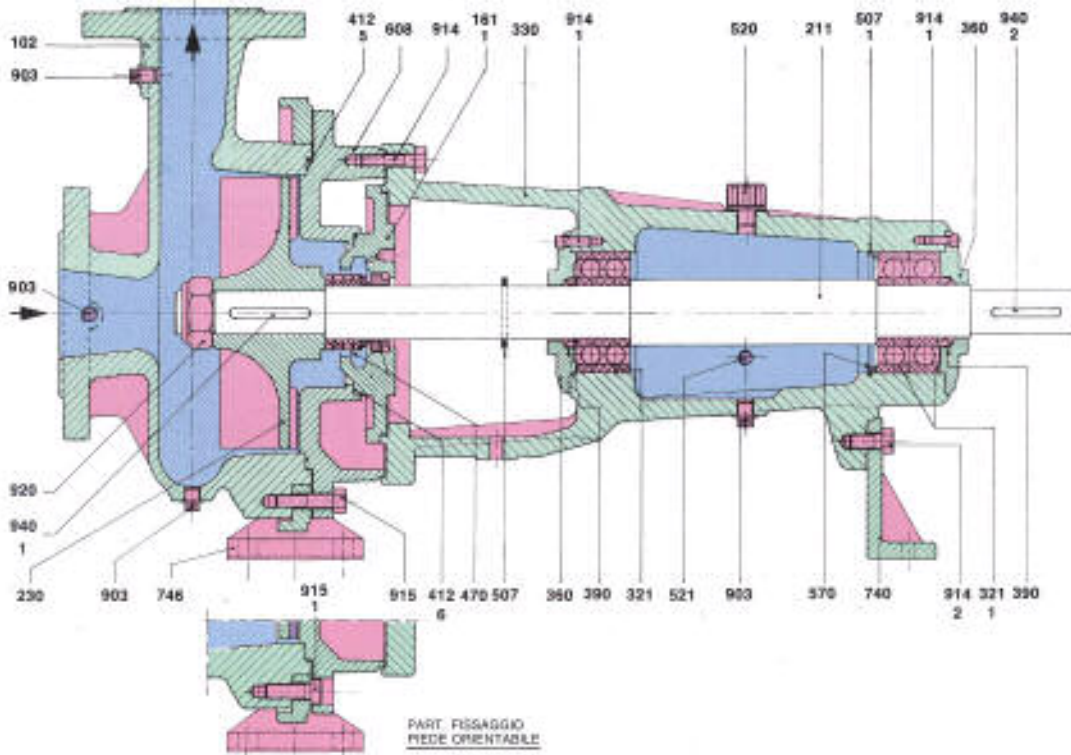 412 161 914 507 914 940
102 5 608 914 1 330 1 520 211 1 1 360 2
903
903
920
940
1
230 903 746 915 915 412 470 507 360 390 321 521 903 370 740 914 321 390
1 6 2 1
PART. FISSAGGIO
PIEDE ORIENTABILE